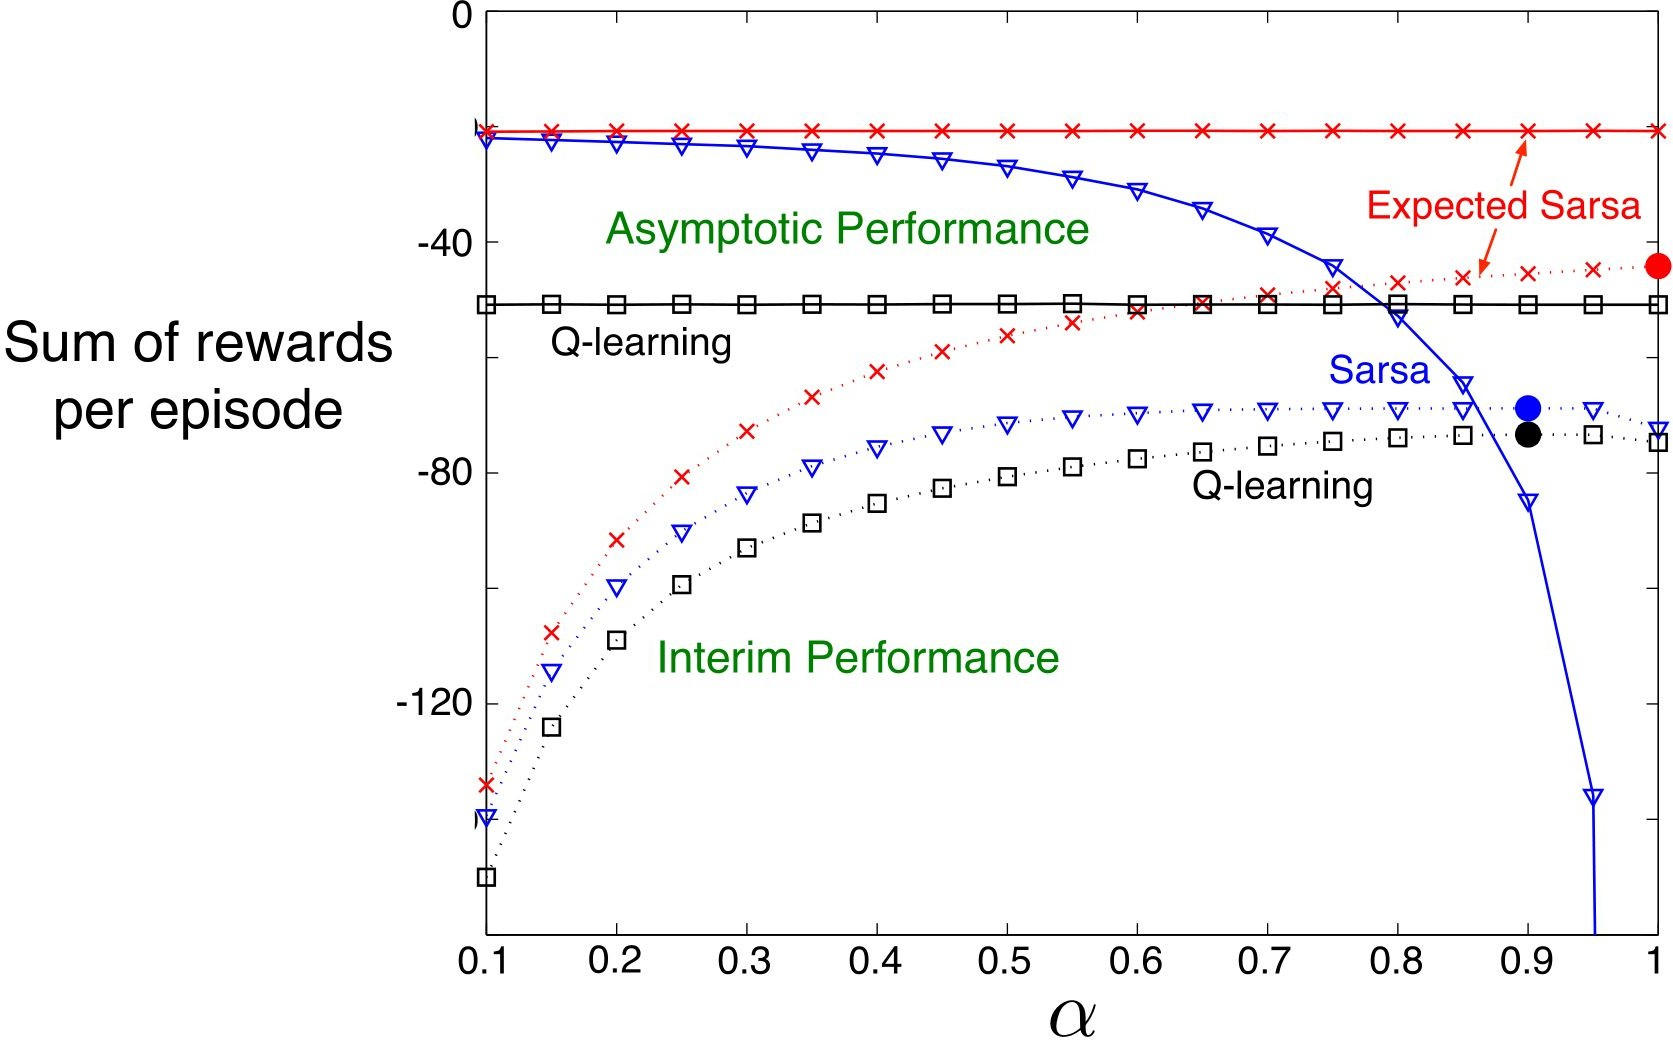 0
-40
-80
-120
Sum of rewards
per episode
Asymptotic Performance
Expected Sarsa
Q-learning
Sarsa
Q-learning
Interim Performance
0.1 0.2 0.3 0.4 0.5 0.6 0.7 0.8 0.9 1
α